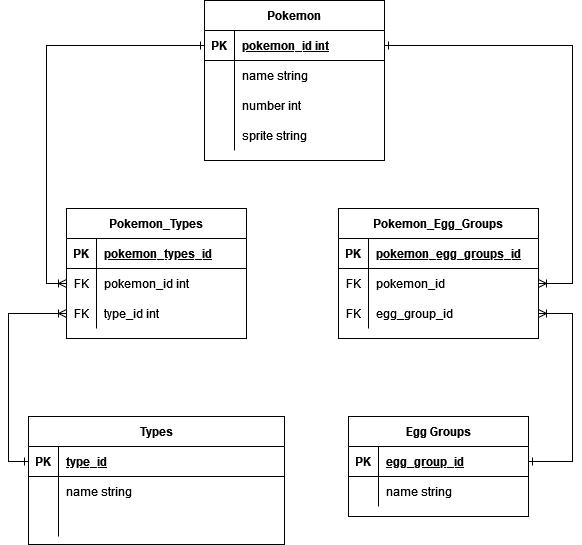 Pokemon
PK pokemon_id int
name string
number int
sprite string
Pokemon_Types
PK pokemon_types_id
FK pokemon_id int
FK type_id int
Pokemon_Egg_Groups
PK pokemon_egg_groups_id
FK pokemon_id
FK egg_group_id
Types
PK type_id
name string
Egg Groups
PK egg_group_id
name string